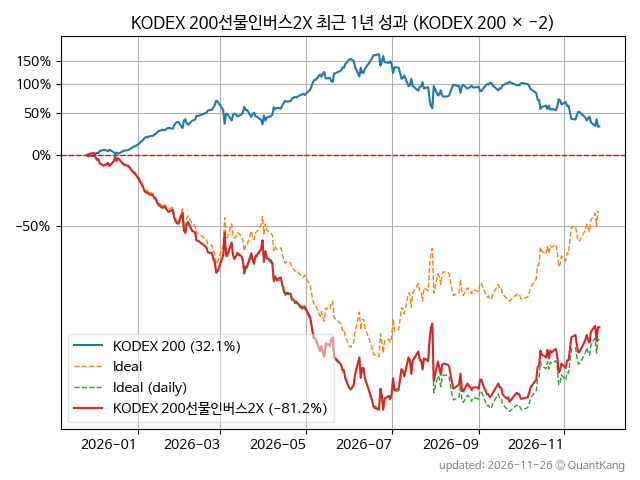 KODEX 200선물인버스2X 최근 1년 성과 (KODEX 200 × −2)
150%
100%
50%
0%
−50%
KODEX 200 (32.1%)
Ideal
Ideal (daily)
KODEX 200선물인버스2X (−81.2%)
2026-01
2026-03
2026-05
2026-07
2026-09
2026-11
updated: 2026-11-26 © QuantKang